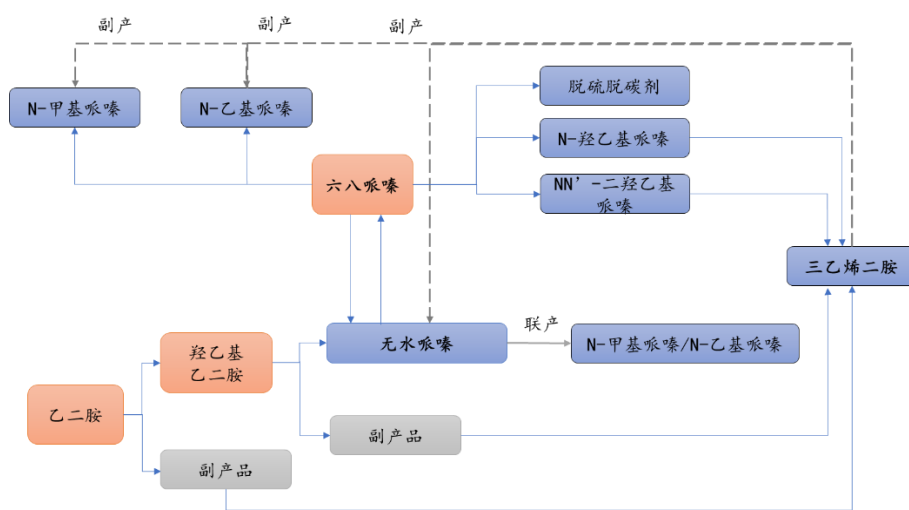 副产
副产
副产
N-甲基哌嗪
N-乙基哌嗪
脱硫脱碳剂
N-羟乙基哌嗪
六八哌嗪
NN’-二羟乙基
哌嗪
三乙烯二胺
联产
羟乙基
乙二胺
无水哌嗪
N-甲基哌嗪/N-乙基哌嗪
乙二胺
副产品
副产品